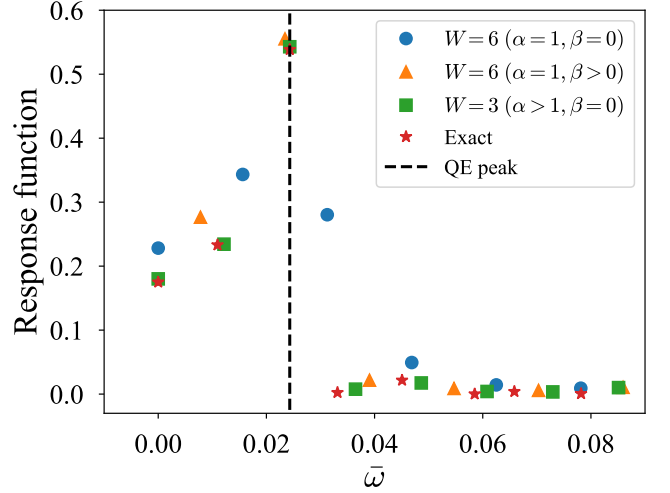 0.6
0.5
0.4
0.3
0.2
0.1
0.0
Response function
W = 6 (α = 1, β = 0)
W = 6 (α = 1, β > 0)
W = 3 (α > 1, β = 0)
Exact
QE peak
0.00 0.02 0.04 0.06 0.08
ω̄